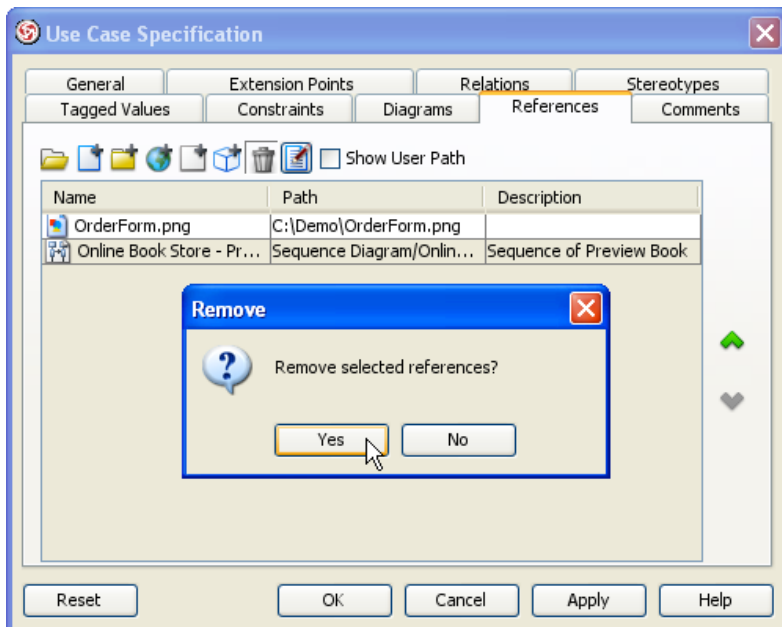 Use Case Specification
General Extension Points Relations Stereotypes
Tagged Values Constraints Diagrams References Comments
Show User Path
Name Path Description
OrderForm.png C:\Demo\OrderForm.png
Online Book Store - Pr... Sequence Diagram/Onlin... Sequence of Preview Book
Remove
Remove selected references?
Yes No
Reset OK Cancel Apply Help